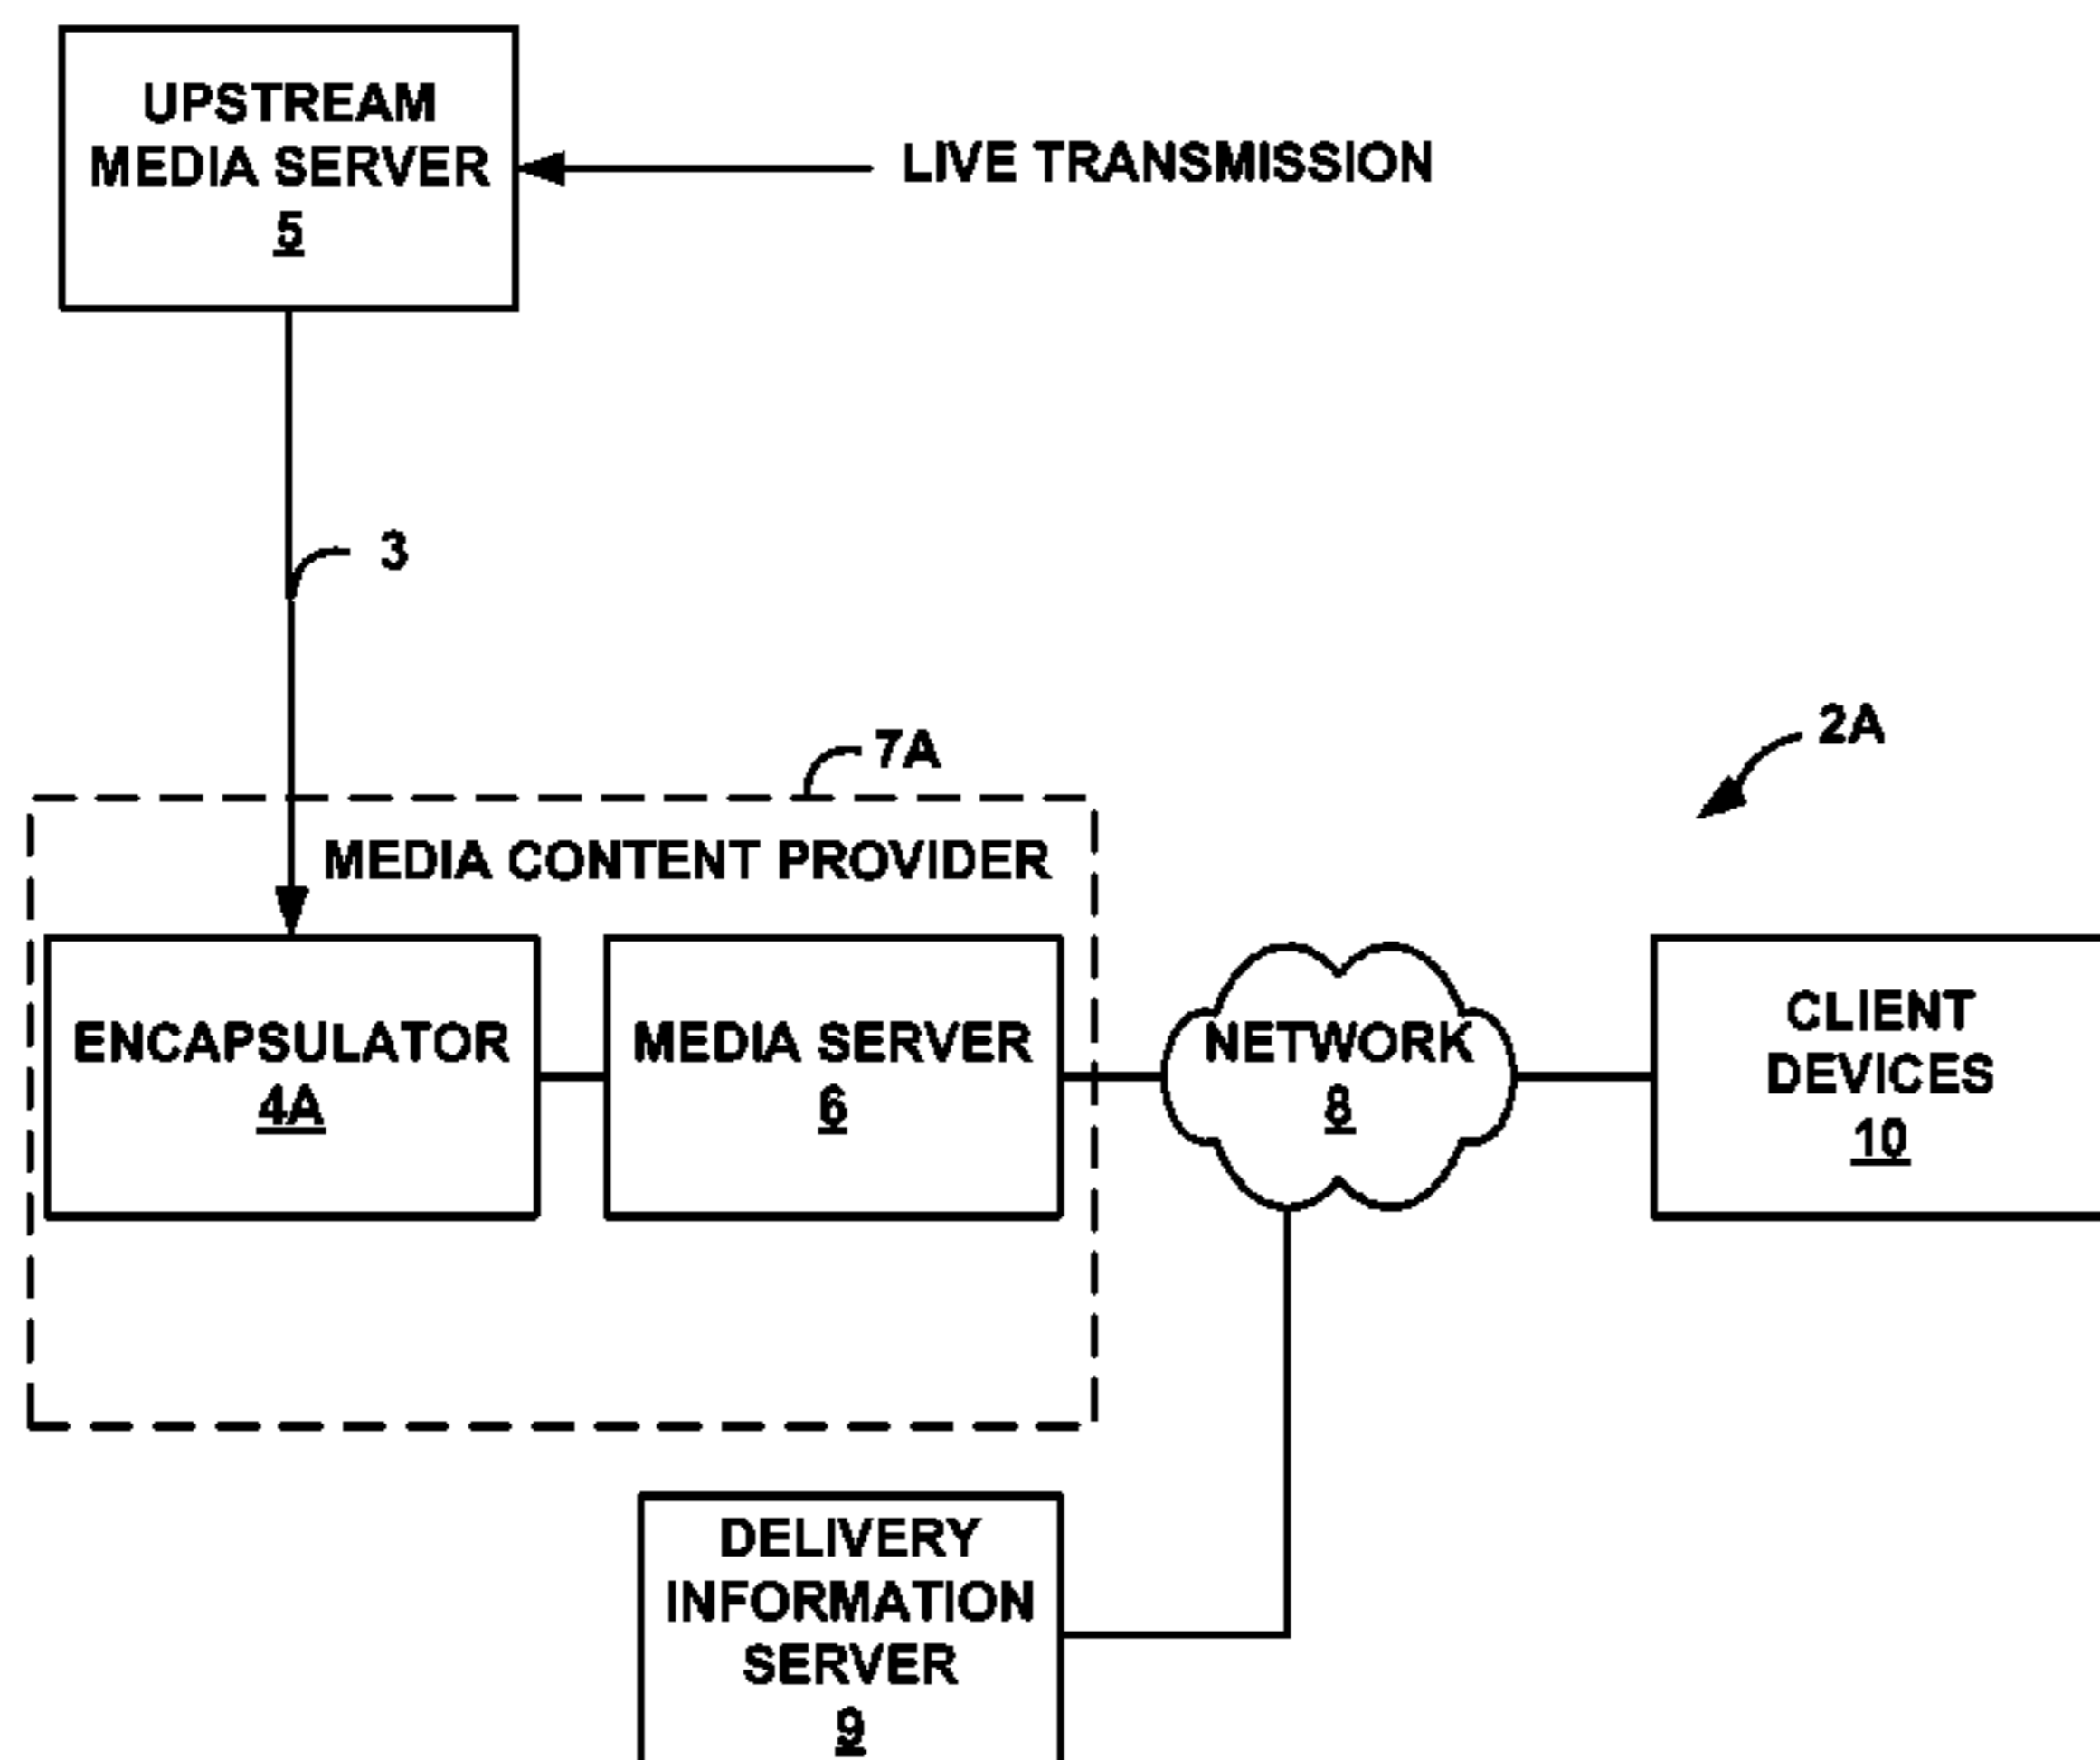 UPSTREAM
MEDIA SERVER
5
LIVE TRANSMISSION
3
2A
7A
MEDIA CONTENT PROVIDER
ENCAPSULATOR
4A
MEDIA SERVER
6
NETWORK
8
CLIENT
DEVICES
10
DELIVERY
INFORMATION
SERVER
9